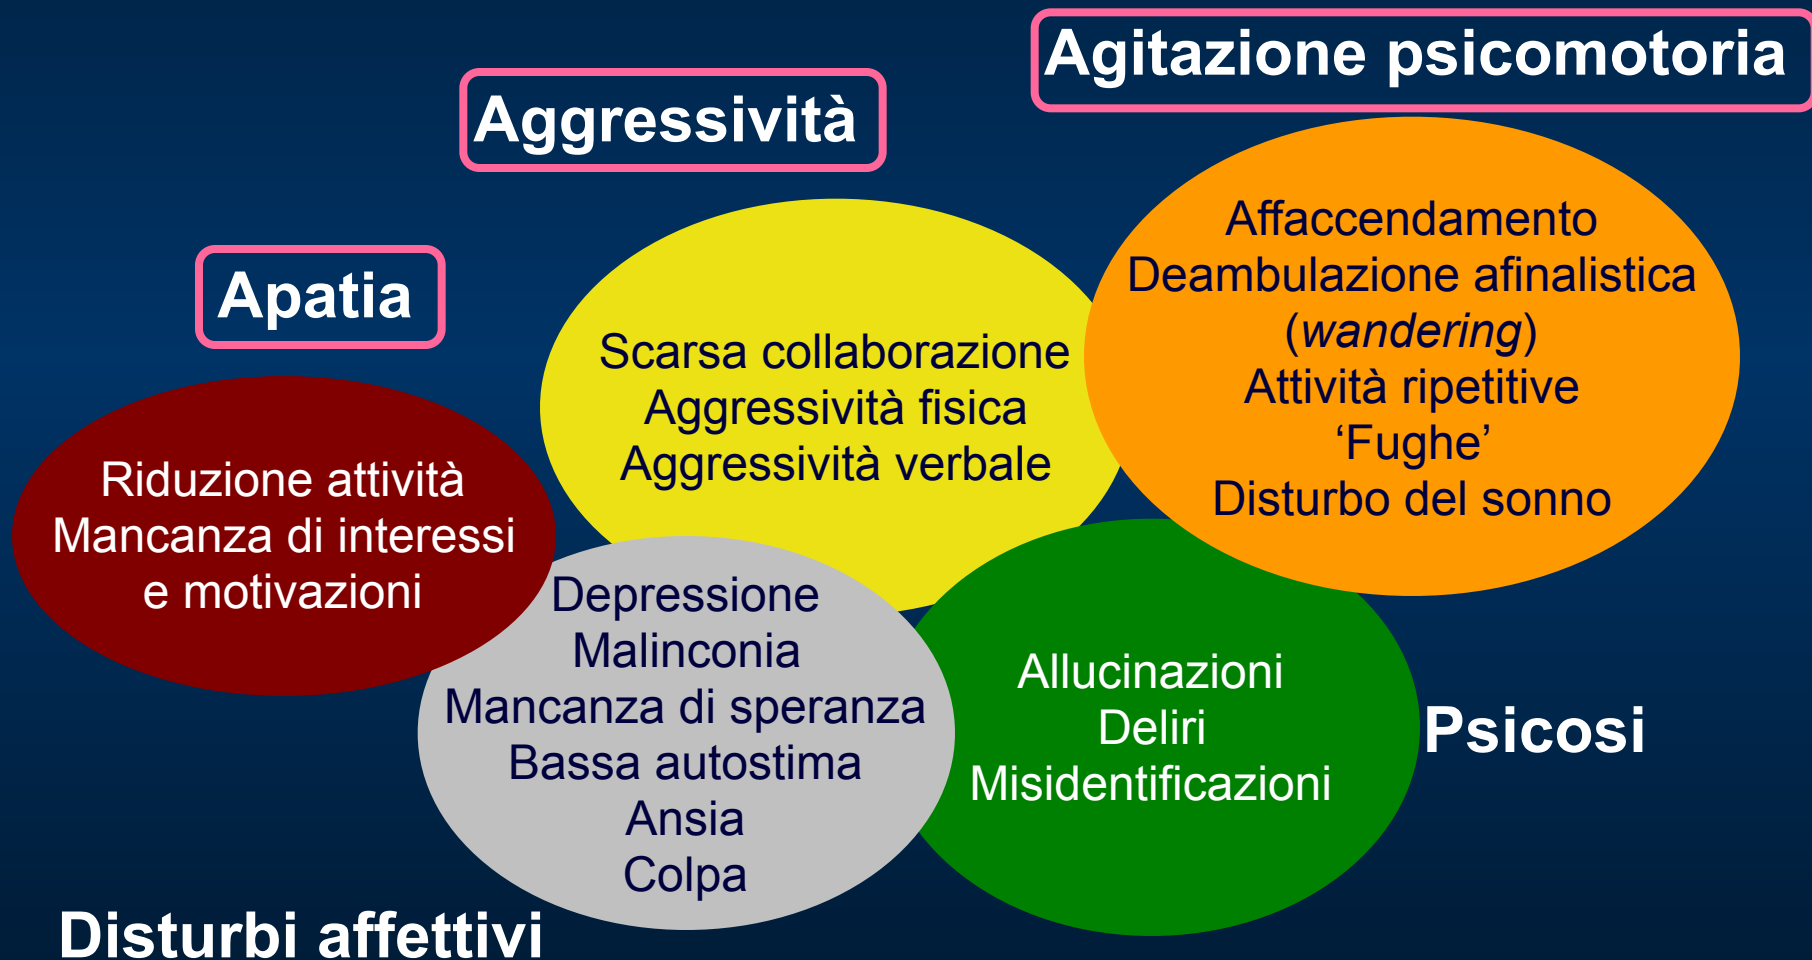 Agitazione psicomotoria
Aggressività
Apatia
Affaccendamento
Deambulazione afinalistica
(wandering)
Attività ripetitive
‘Fughe’
Disturbo del sonno
Scarsa collaborazione
Aggressività fisica
Aggressività verbale
Riduzione attività
Mancanza di interessi
e motivazioni
Depressione
Malinconia
Mancanza di speranza
Bassa autostima
Ansia
Colpa
Allucinazioni
Deliri
Misidentificazioni
Psicosi
Disturbi affettivi